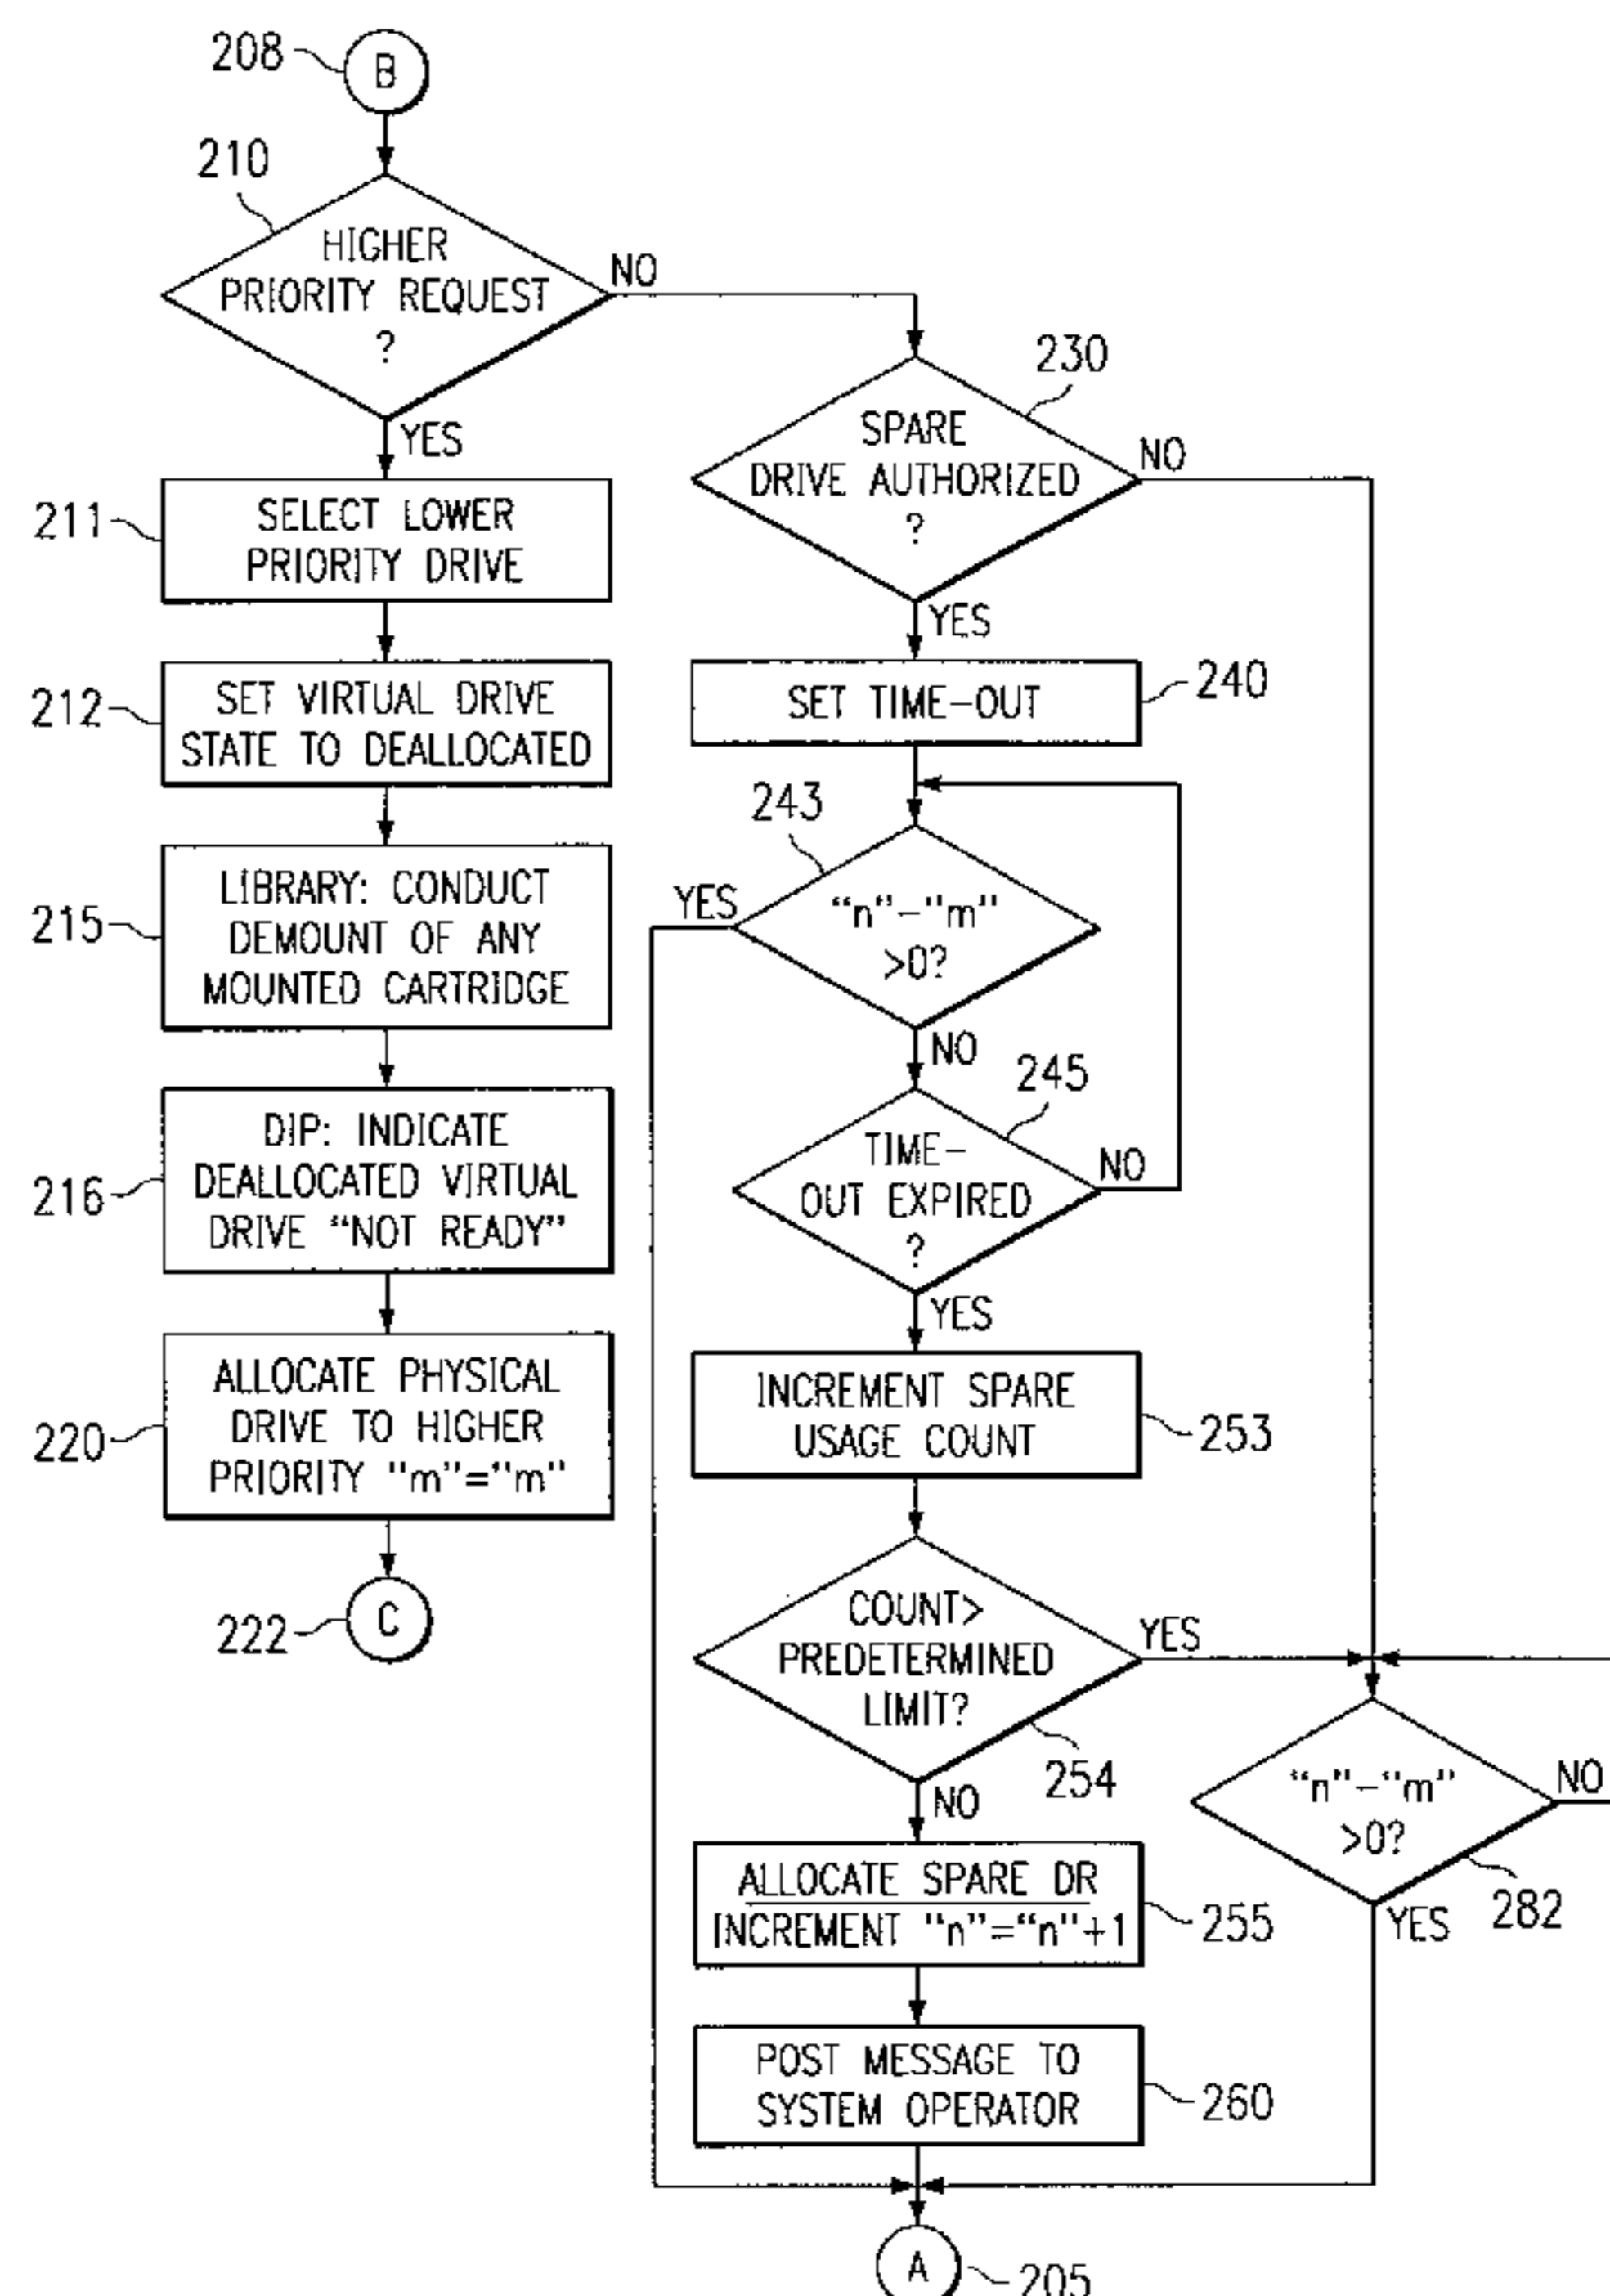 208
B
210
HIGHER
PRIORITY REQUEST
?
NO
YES
211
SELECT LOWER
PRIORITY DRIVE
212
SET VIRTUAL DRIVE
STATE TO DEALLOCATED
215
LIBRARY: CONDUCT
DEMOUNT OF ANY
MOUNTED CARTRIDGE
216
DIP: INDICATE
DEALLOCATED VIRTUAL
DRIVE “NOT READY”
220
ALLOCATE PHYSICAL
DRIVE TO HIGHER
PRIORITY "m"="m"
222
C
230
SPARE
DRIVE AUTHORIZED
?
NO
YES
SET TIME-OUT
240
243
YES
“n”-"m"
>0?
NO
245
TIME-
OUT EXPIRED
?
NO
YES
INCREMENT SPARE
USAGE COUNT
253
COUNT>
PREDETERMINED
LIMIT?
YES
254
NO
ALLOCATE SPARE DR
INCREMENT "n"=“n"+1
255
POST MESSAGE TO
SYSTEM OPERATOR
260
“n”-“m”
>0?
NO
282
YES
A
205